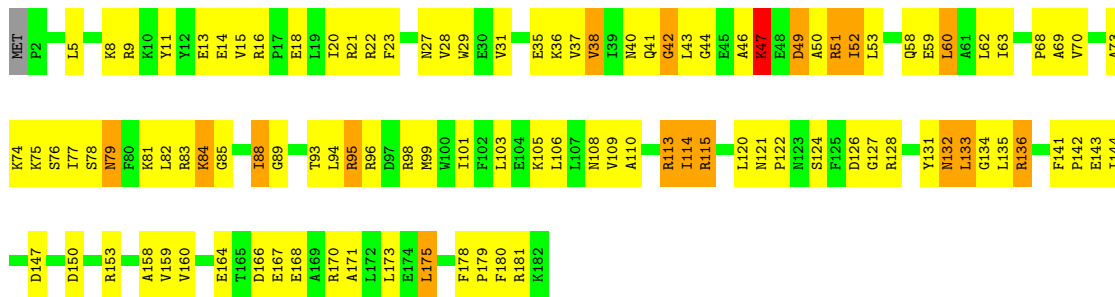 MET P2 L5 K8 R9 K10 Y11 Y12 E13 E14 V15 R16 P17 E18 L19 I20 R21 R22 F23 N27 V28 W29 E30 V31 E35 K36 V37 V38 I39 N40 Q41 G42 L43 G44 E45 A46 K47 E48 D49 A50 R51 I52 L53 Q58 E59 L60 A61 L62 I63 P68 A69 V70
K74 K75 S76 I77 S78 N79 F80 K81 L82 R83 K84 G85 I88 G89 T93 L94 R95 R96 D97 R98 M99 W100 I101 F102 L103 E104 K105 L106 L107 N108 V109 A110 R113 I114 R115 L120 N121 P122 N123 S124 F125 D126 G127 R128 Y131 N132 L133 G134 L135 R136 F141 P142 E143
D147 D150 R153 A158 V159 V160 E164 T165 D166 E167 E168 A169 R170 A171 L172 L173 E174 L175 F178 P179 F180 R181 K182